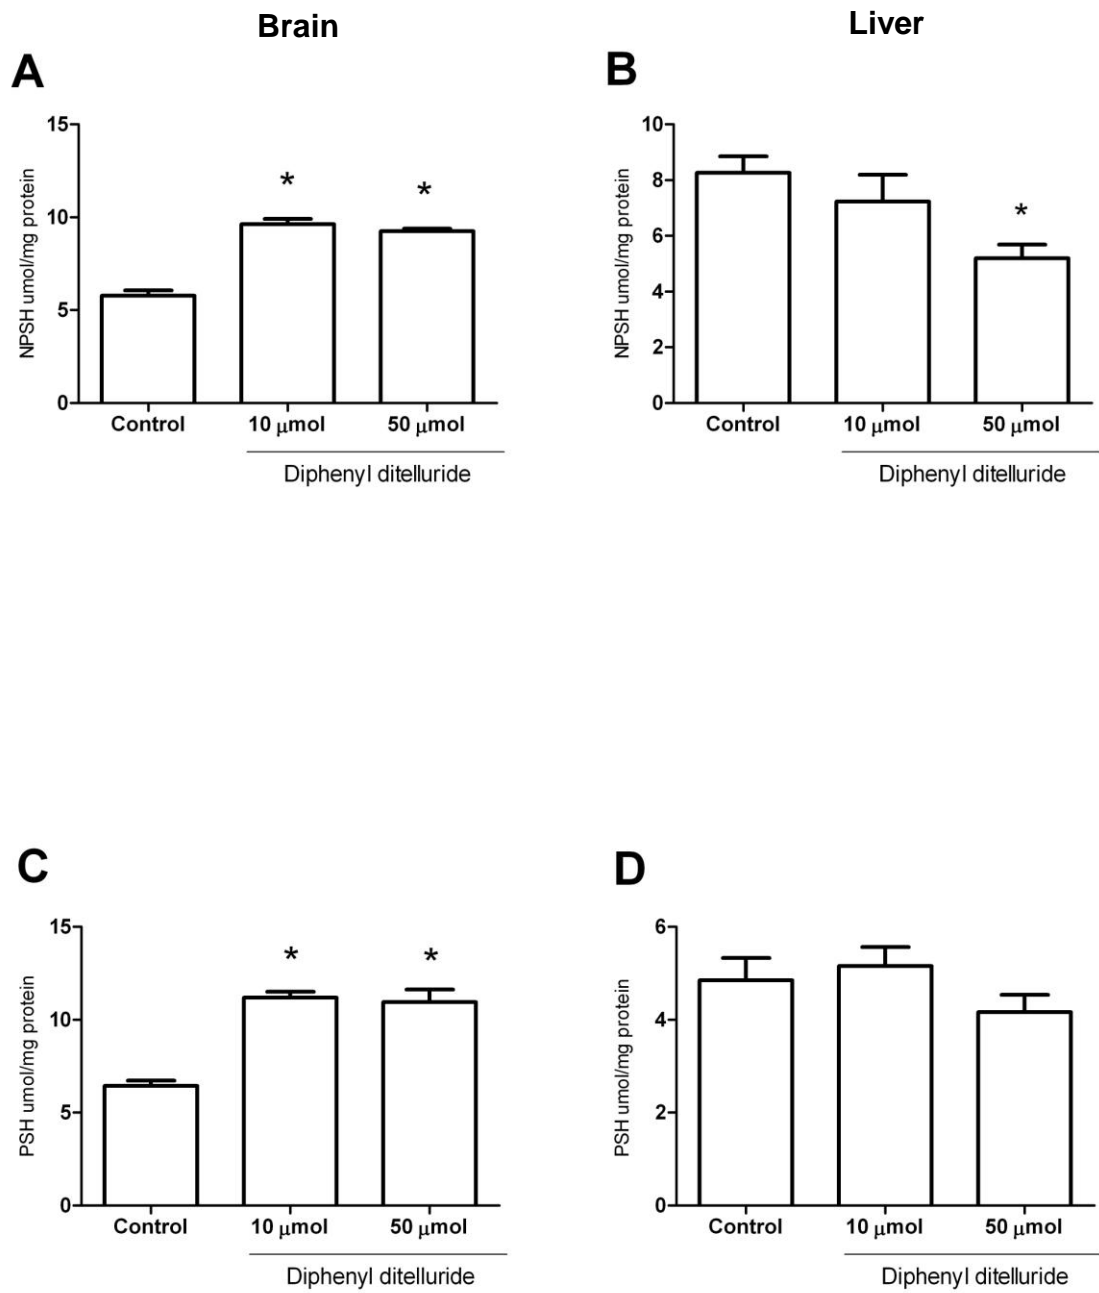 Brain
Liver
A
NPSH umol/mg protein
15
10
5
0
*
*
Control
10 μmol
50 μmol
Diphenyl ditelluride
B
NPSH umol/mg protein
10
8
6
4
2
0
*
Control
10 μmol
50 μmol
Diphenyl ditelluride
C
PSH umol/mg protein
15
10
5
0
*
*
Control
10 μmol
50 μmol
Diphenyl ditelluride
D
PSH umol/mg protein
6
4
2
0
Control
10 μmol
50 μmol
Diphenyl ditelluride